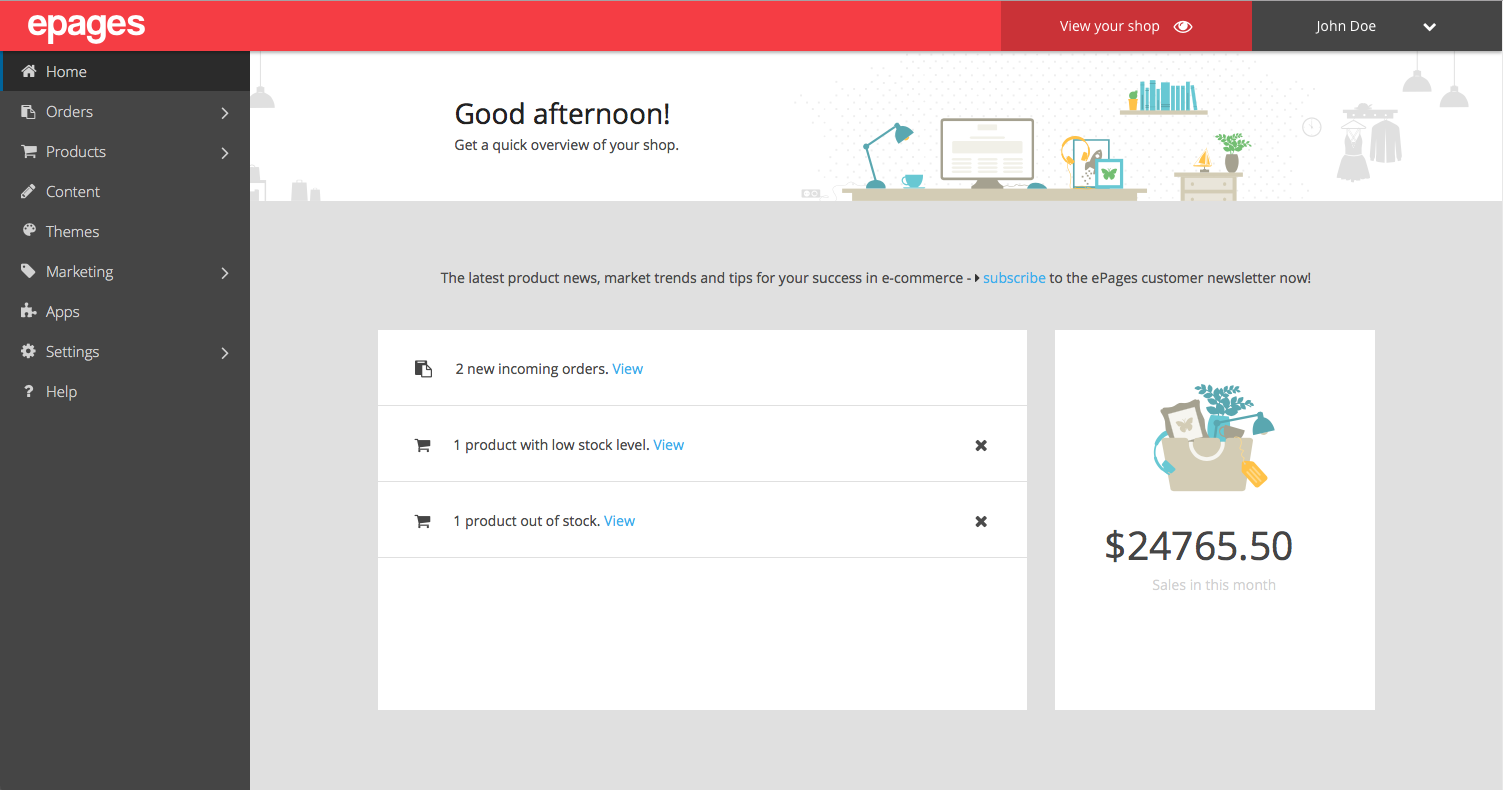 epages
View your shop
John Doe
Home
Orders
Products
Content
Themes
Marketing
Apps
Settings
? Help
Good afternoon!
Get a quick overview of your shop.
The latest product news, market trends and tips for your success in e-commerce - subscribe to the ePages customer newsletter now!
2 new incoming orders. View
1 product with low stock level. View
1 product out of stock. View
$24765.50
Sales in this month